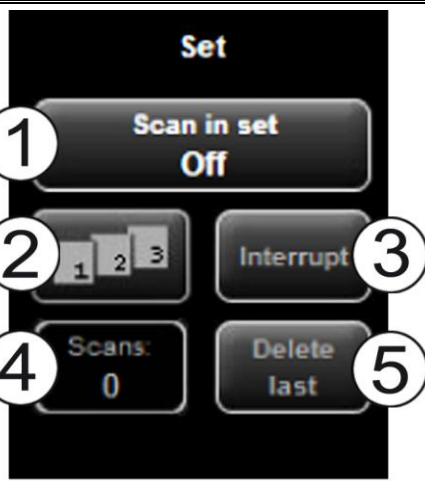 Set
1
Scan in set
Off
2
1 2 3
Interrupt
3
4
Scans:
0
Delete
last
5